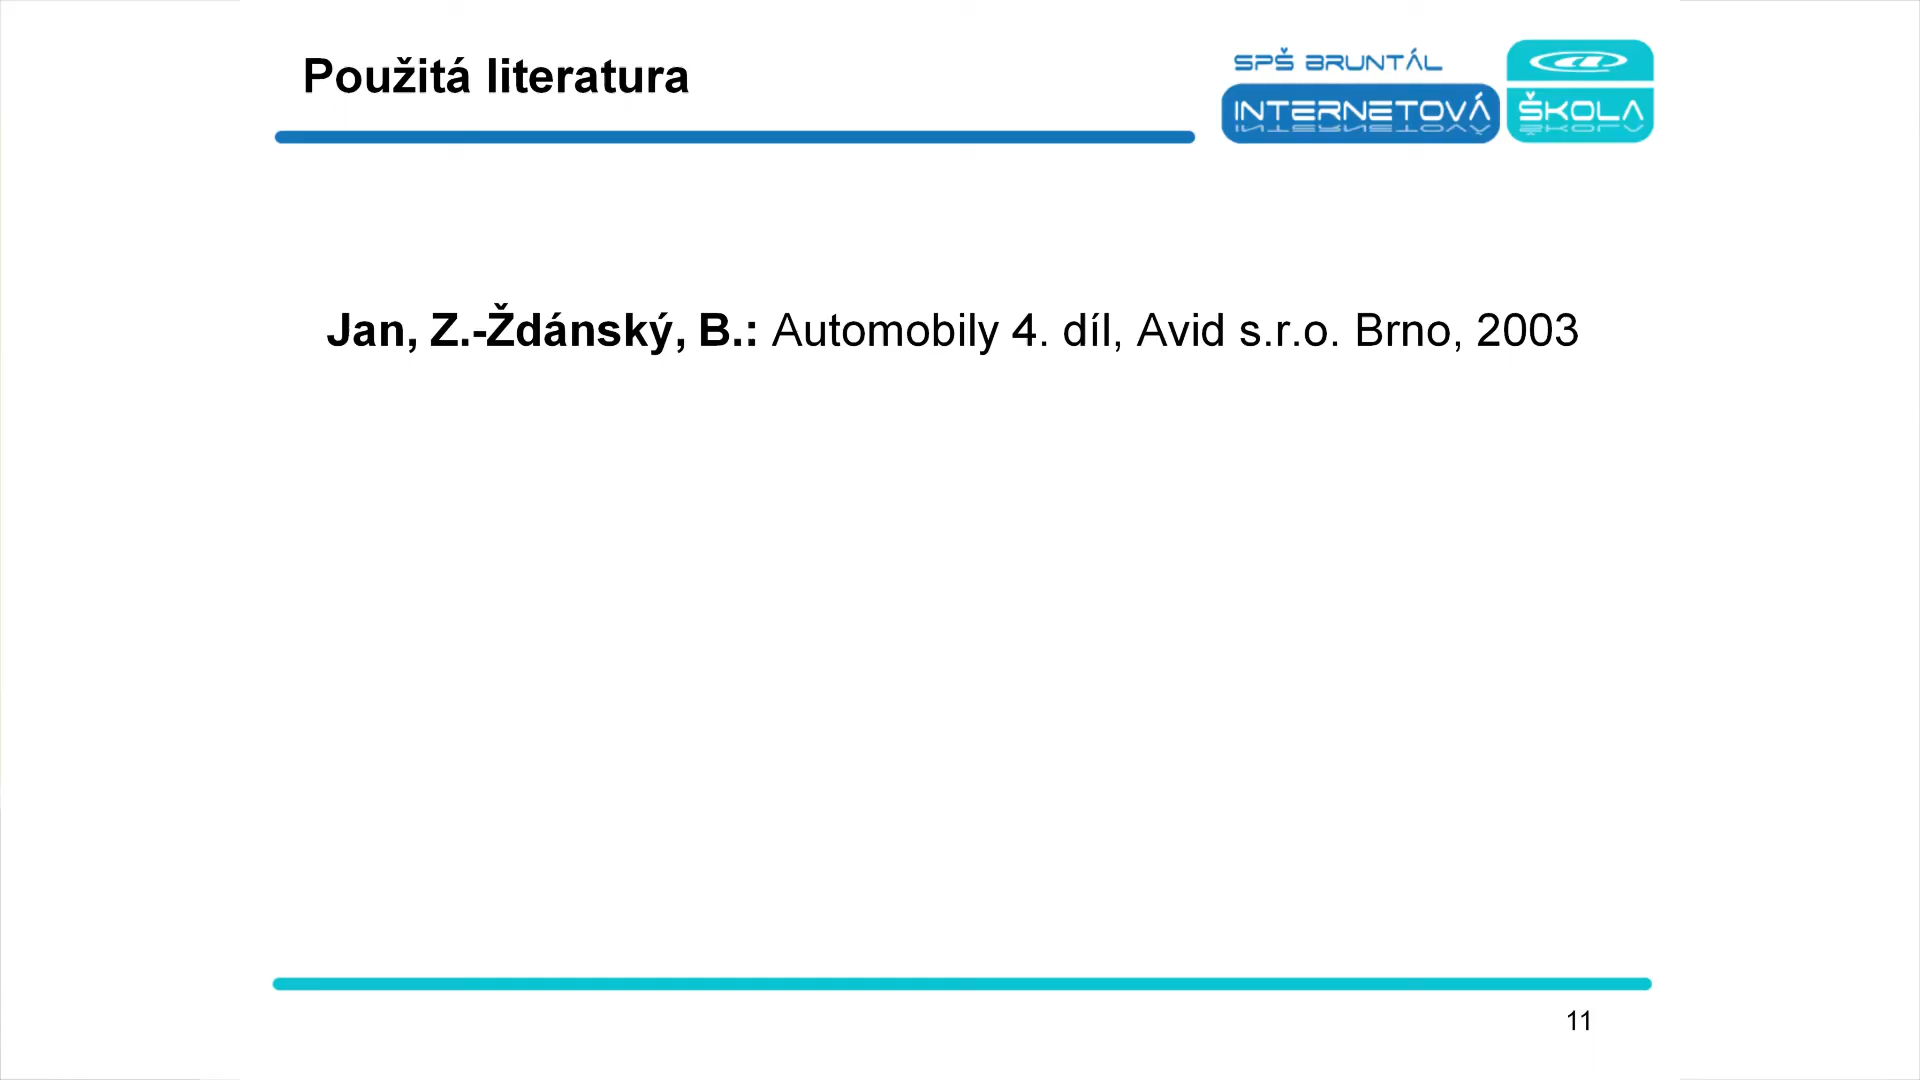 Použitá literatura
SPŠ BRUNTÁL
INTERNETOVÁ ŠKOLA
Jan, Z.-Ždánský, B.: Automobily 4. díl, Avid s.r.o. Brno, 2003
11